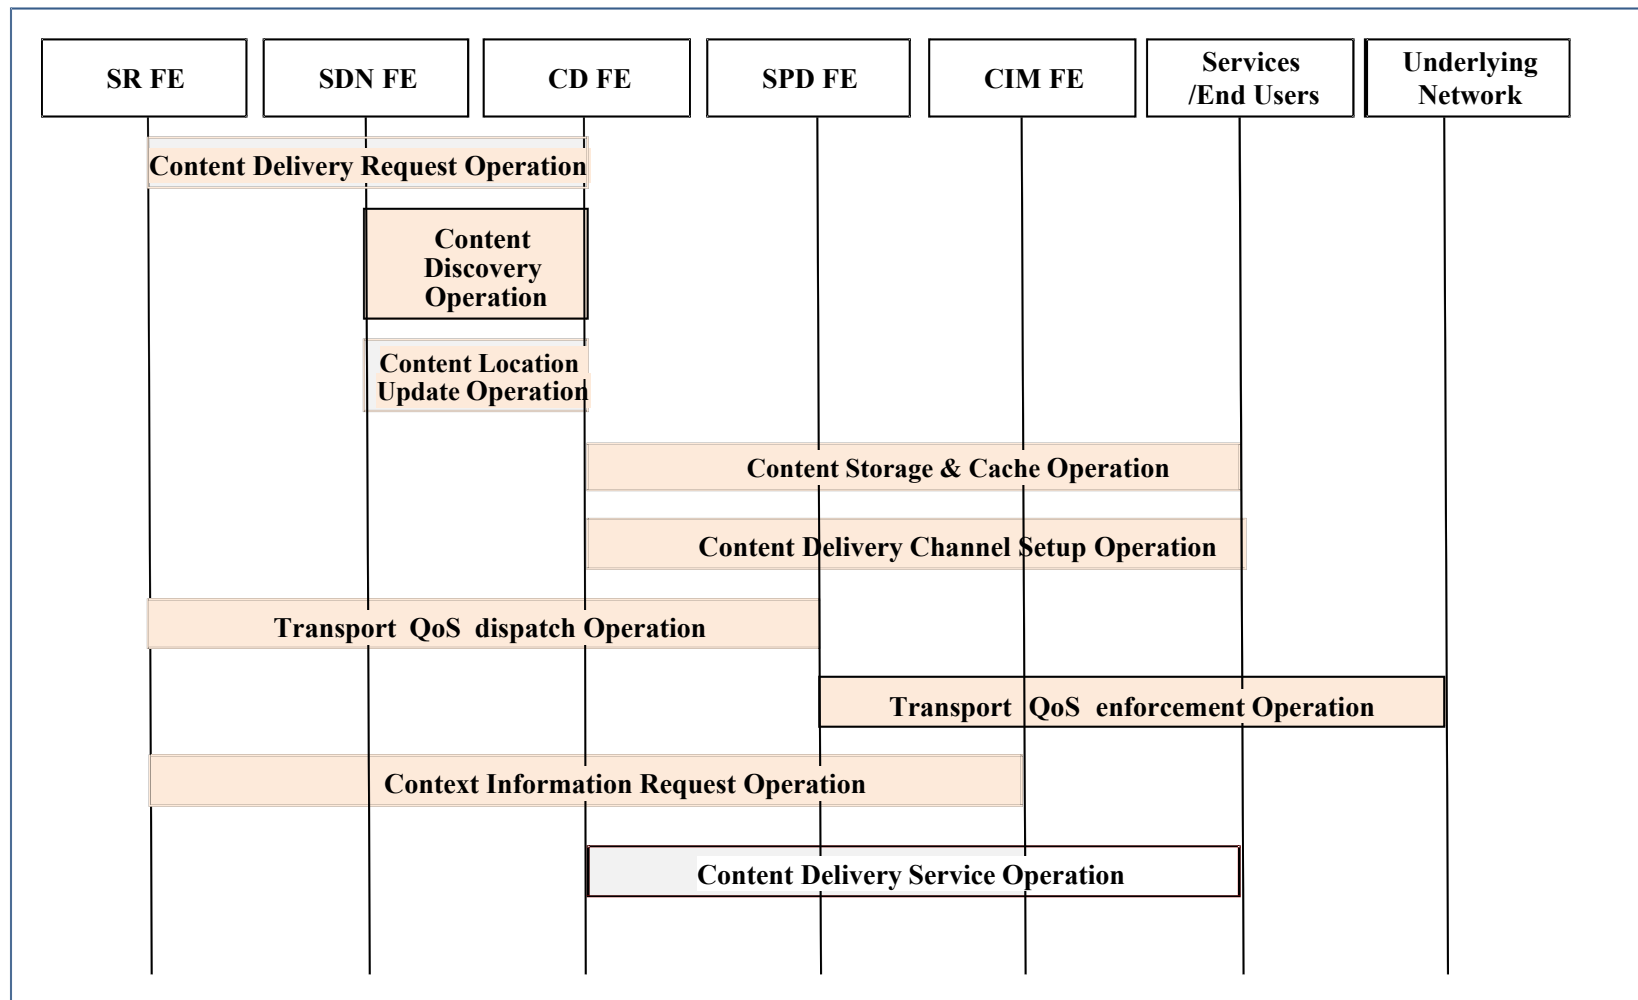 SR FE
SDN FE
CD FE
SPD FE
CIM FE
Services
/End Users
Underlying
Network
Content Delivery Request Operation
Content
Discovery
Operation
Content Location
Update Operation
Content Storage & Cache Operation
Content Delivery Channel Setup Operation
Transport QoS dispatch Operation
Transport QoS enforcement Operation
Context Information Request Operation
Content Delivery Service Operation